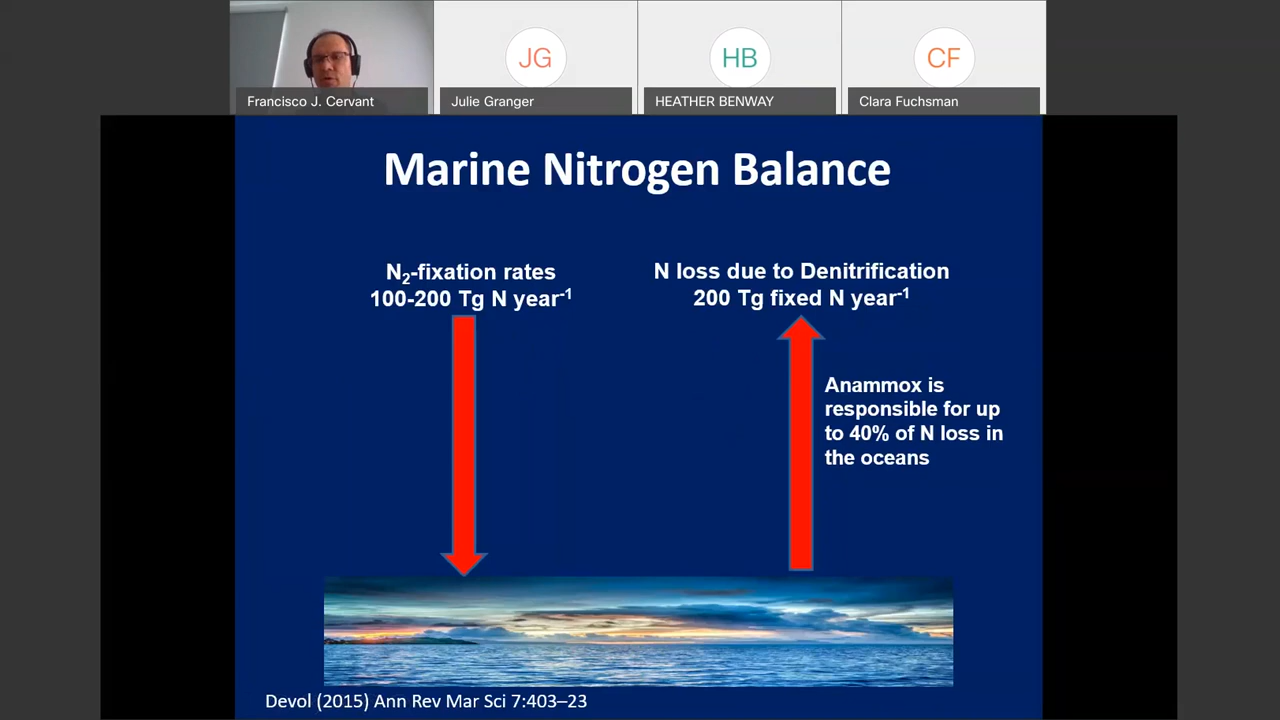 Francisco J. Cervant
JG
Julie Granger
HB
HEATHER BENWAY
CF
Clara Fuchsman
Marine Nitrogen Balance
N₂-fixation rates
100-200 Tg N year⁻¹
N loss due to Denitrification
200 Tg fixed N year⁻¹
Anammox is
responsible for up
to 40% of N loss in
the oceans
Devol (2015) Ann Rev Mar Sci 7:403–23